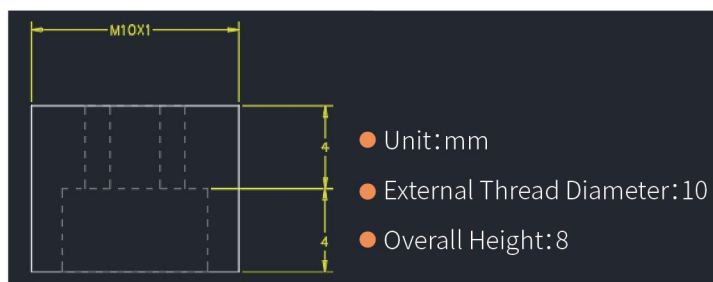 M10X1
4
4
Unit:mm
External Thread Diameter:10
Overall Height:8